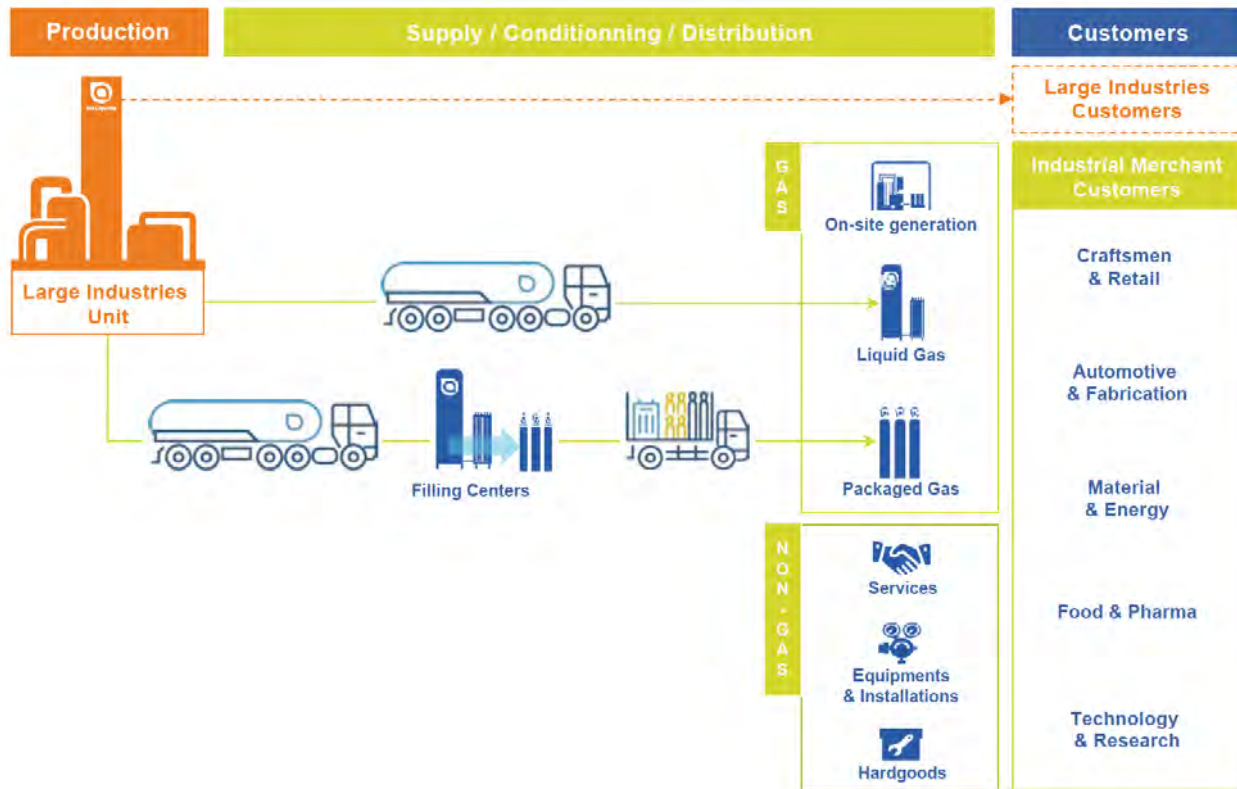 Production
Supply / Conditionning / Distribution
Customers
Large Industries
Customers
GAS
Industrial Merchant
Customers
On-site generation
Craftsmen
& Retail
Large Industries
Unit
Liquid Gas
Automotive
& Fabrication
Filling Centers
Packaged Gas
Material
& Energy
NON-GAS
Services
Food & Pharma
Equipments
& Installations
Technology
& Research
Hardgoods